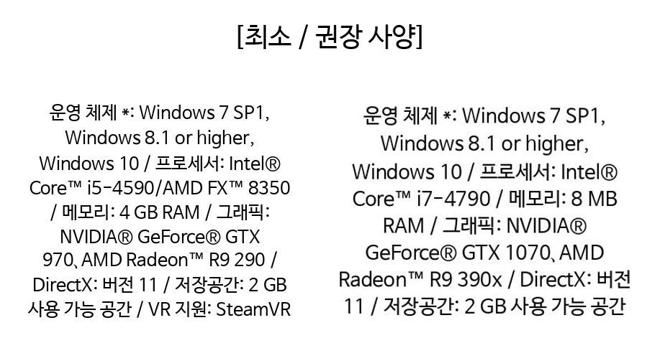 [최소 / 권장 사양]
운영 체제 *: Windows 7 SP1,
Windows 8.1 or higher,
Windows 10 / 프로세서: Intel®
Core™ i5-4590/AMD FX™ 8350
/ 메모리: 4 GB RAM / 그래픽:
NVIDIA® GeForce® GTX
970、AMD Radeon™ R9 290 /
DirectX: 버전 11 / 저장공간: 2 GB
사용 가능 공간 / VR 지원: SteamVR
운영 체제 *: Windows 7 SP1,
Windows 8.1 or higher,
Windows 10 / 프로세서: Intel®
Core™ i7-4790 / 메모리: 8 MB
RAM / 그래픽: NVIDIA®
GeForce® GTX 1070、AMD
Radeon™ R9 390x / DirectX: 버전
11 / 저장공간: 2 GB 사용 가능 공간